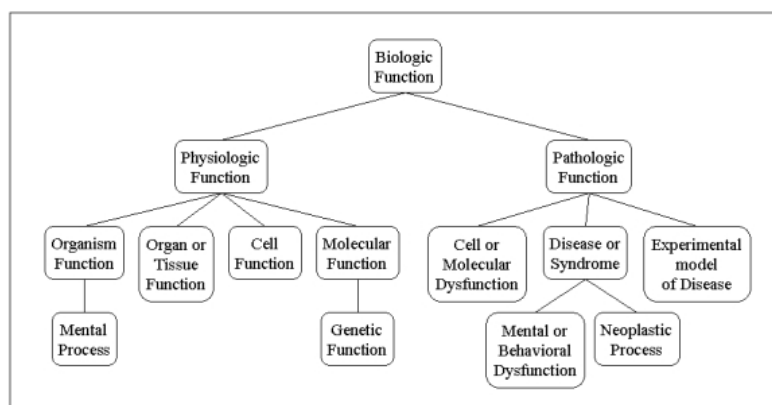 Biologic
Function
Physiologic
Function
Pathologic
Function
Organism
Function
Organ or
Tissue
Function
Cell
Function
Molecular
Function
Cell or
Molecular
Dysfunction
Disease or
Syndrome
Experimental
model
of Disease
Mental
Process
Genetic
Function
Mental or
Behavioral
Dysfunction
Neoplastic
Process